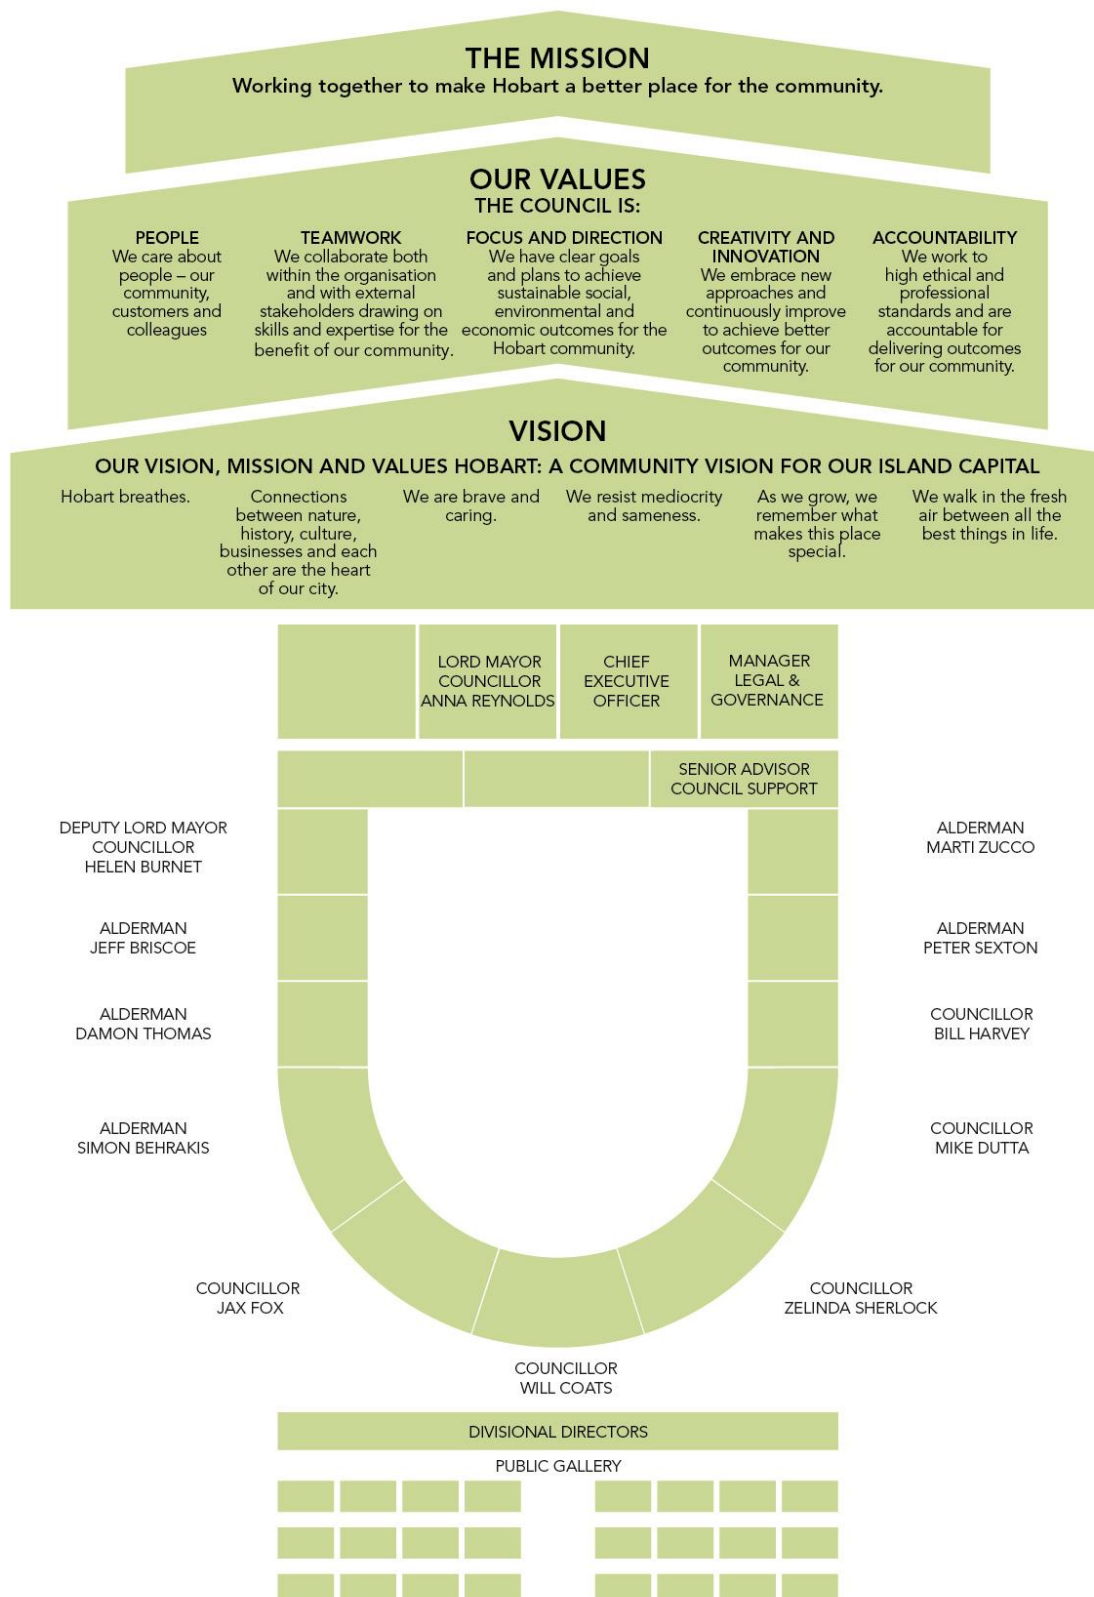 THE MISSION
Working together to make Hobart a better place for the community.
OUR VALUES
THE COUNCIL IS:
PEOPLE
We care about
people – our
community,
customers and
colleagues
TEAMWORK
We collaborate both
within the organisation
and with external
stakeholders drawing on
skills and expertise for the
benefit of our community.
FOCUS AND DIRECTION
We have clear goals
and plans to achieve
sustainable social,
environmental and
economic outcomes for the
Hobart community.
CREATIVITY AND
INNOVATION
We embrace new
approaches and
continuously improve
to achieve better
outcomes for our
community.
ACCOUNTABILITY
We work to
high ethical and
professional
standards and are
accountable for
delivering outcomes
for our community.
VISION
OUR VISION, MISSION AND VALUES HOBART: A COMMUNITY VISION FOR OUR ISLAND CAPITAL
Hobart breathes.
Connections
between nature,
history, culture,
businesses and each
other are the heart
of our city.
We are brave and
caring.
We resist mediocrity
and sameness.
As we grow, we
remember what
makes this place
special.
We walk in the fresh
air between all the
best things in life.
LORD MAYOR
COUNCILLOR
ANNA REYNOLDS
CHIEF
EXECUTIVE
OFFICER
MANAGER
LEGAL &
GOVERNANCE
SENIOR ADVISOR
COUNCIL SUPPORT
DEPUTY LORD MAYOR
COUNCILLOR
HELEN BURNET
ALDERMAN
MARTI ZUCCO
ALDERMAN
JEFF BRISCOE
ALDERMAN
PETER SEXTON
ALDERMAN
DAMON THOMAS
COUNCILLOR
BILL HARVEY
ALDERMAN
SIMON BEHRAKIS
COUNCILLOR
MIKE DUTTA
COUNCILLOR
JAX FOX
COUNCILLOR
ZELINDA SHERLOCK
COUNCILLOR
WILL COATS
DIVISIONAL DIRECTORS
PUBLIC GALLERY